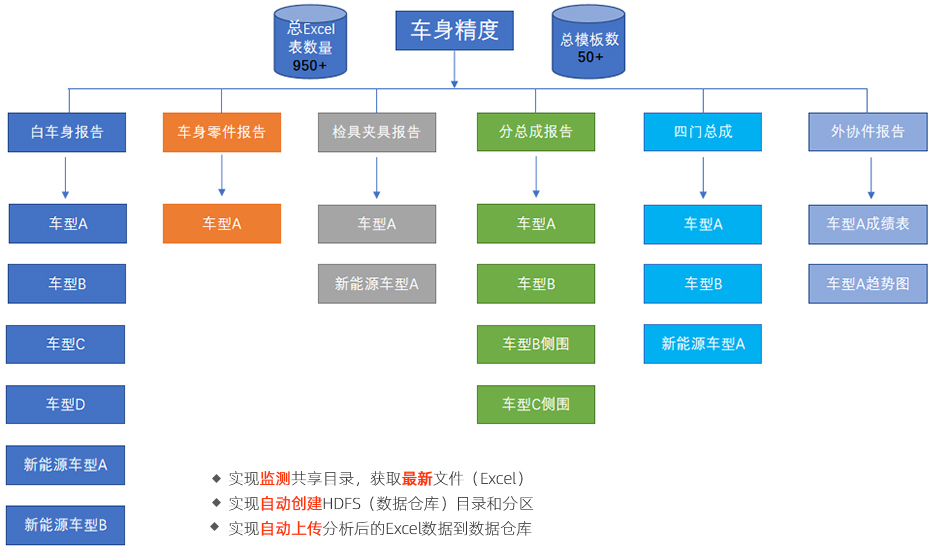 总Excel
表数量
950+
车身精度
总模板数
50+
白车身报告
车身零件报告
检具夹具报告
分总成报告
四门总成
外协件报告
车型A
车型A
车型A
车型A
车型A
车型A成绩表
车型B
新能源车型A
车型B
车型B
车型A趋势图
车型C
车型B侧围
新能源车型A
车型D
车型C侧围
新能源车型A
新能源车型B
◆ 实现监测共享目录，获取最新文件（Excel）
◆ 实现自动创建HDFS（数据仓库）目录和分区
◆ 实现自动上传分析后的Excel数据到数据仓库